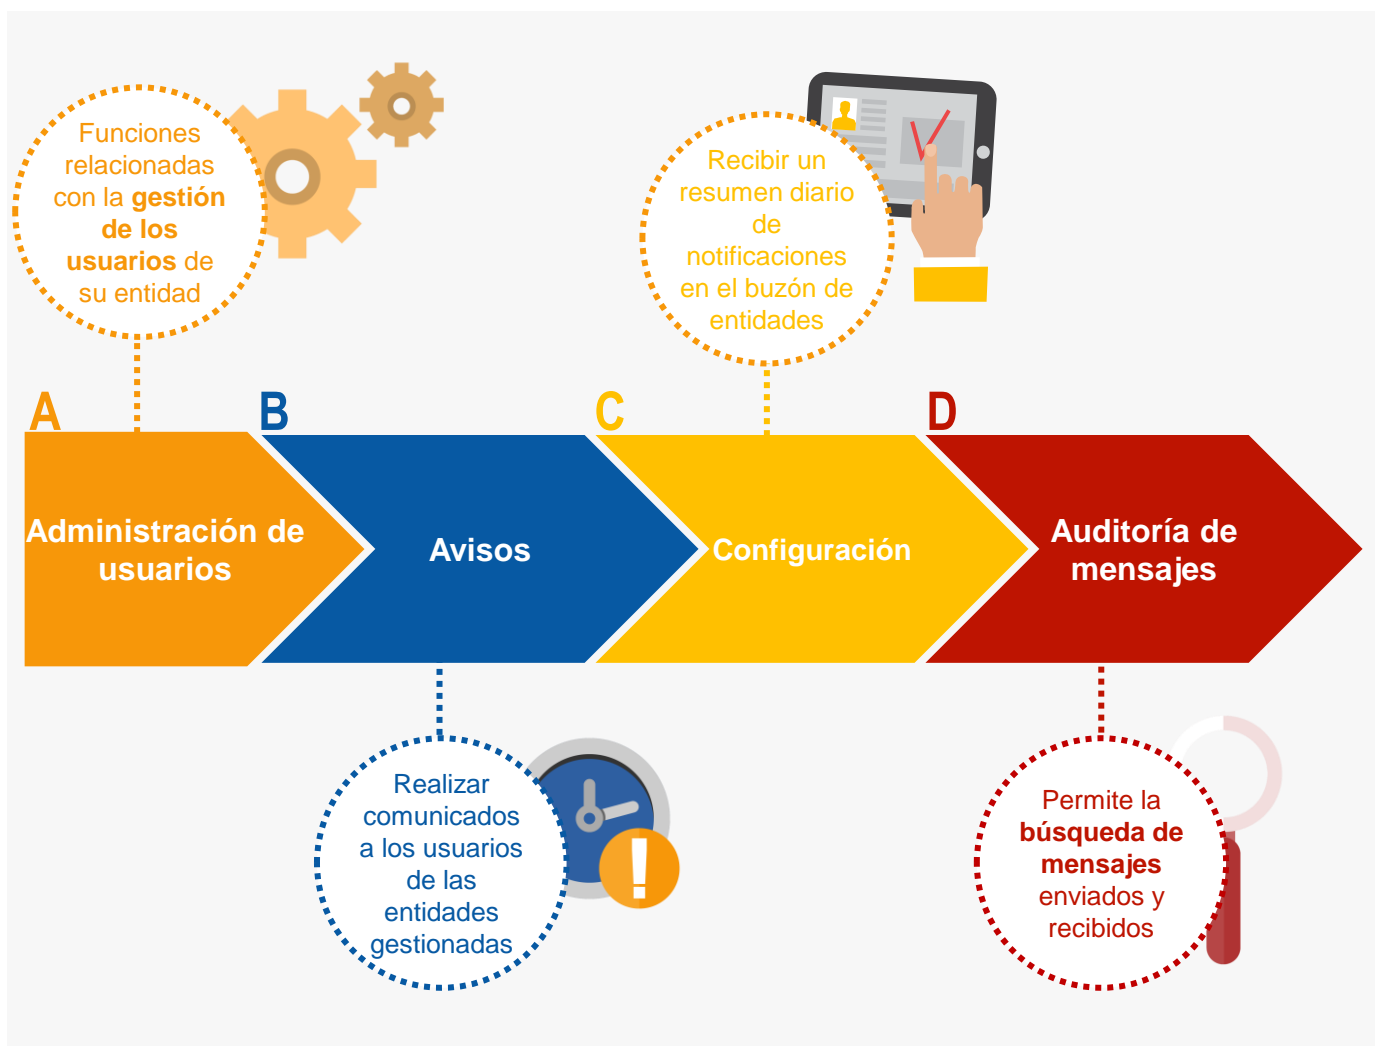 Funciones
relacionadas
con la gestión
de los
usuarios de
su entidad
Recibir un
resumen diario
de
notificaciones
en el buzón de
entidades
A
B
C
D
Administración de
usuarios
Avisos
Configuración
Auditoría de
mensajes
Realizar
comunicados
a los usuarios
de las
entidades
gestionadas
Permite la
búsqueda de
mensajes
enviados y
recibidos